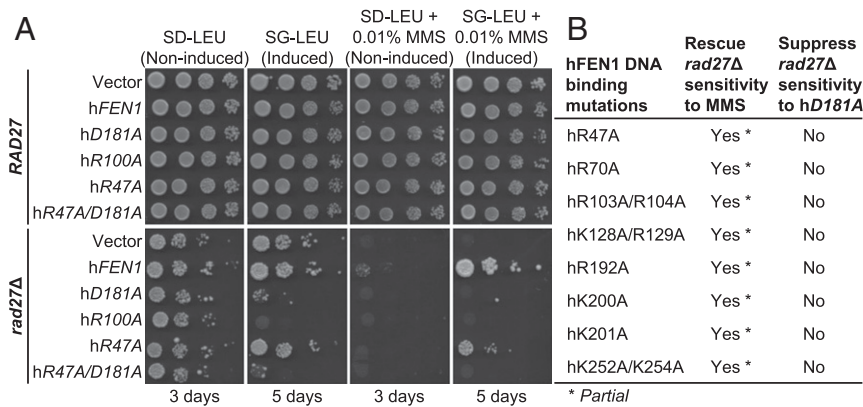 A
SD-LEU
(Non-induced)
SG-LEU
(Induced)
SD-LEU +
0.01% MMS
(Non-induced)
SG-LEU +
0.01% MMS
(Induced)
RAD27
Vector
hFEN1
hD181A
hR100A
hR47A
hR47A/D181A
rad27Δ
Vector
hFEN1
hD181A
hR100A
hR47A
hR47A/D181A
3 days
5 days
3 days
5 days
B
hFEN1 DNA
binding
mutations
Rescue
rad27Δ
sensitivity
to MMS
Suppress
rad27Δ
sensitivity
to hD181A
hR47A Yes * No
hR70A Yes * No
hR103A/R104A Yes * No
hK128A/R129A Yes * No
hR192A Yes * No
hK200A Yes * No
hK201A Yes * No
hK252A/K254A Yes * No
* Partial